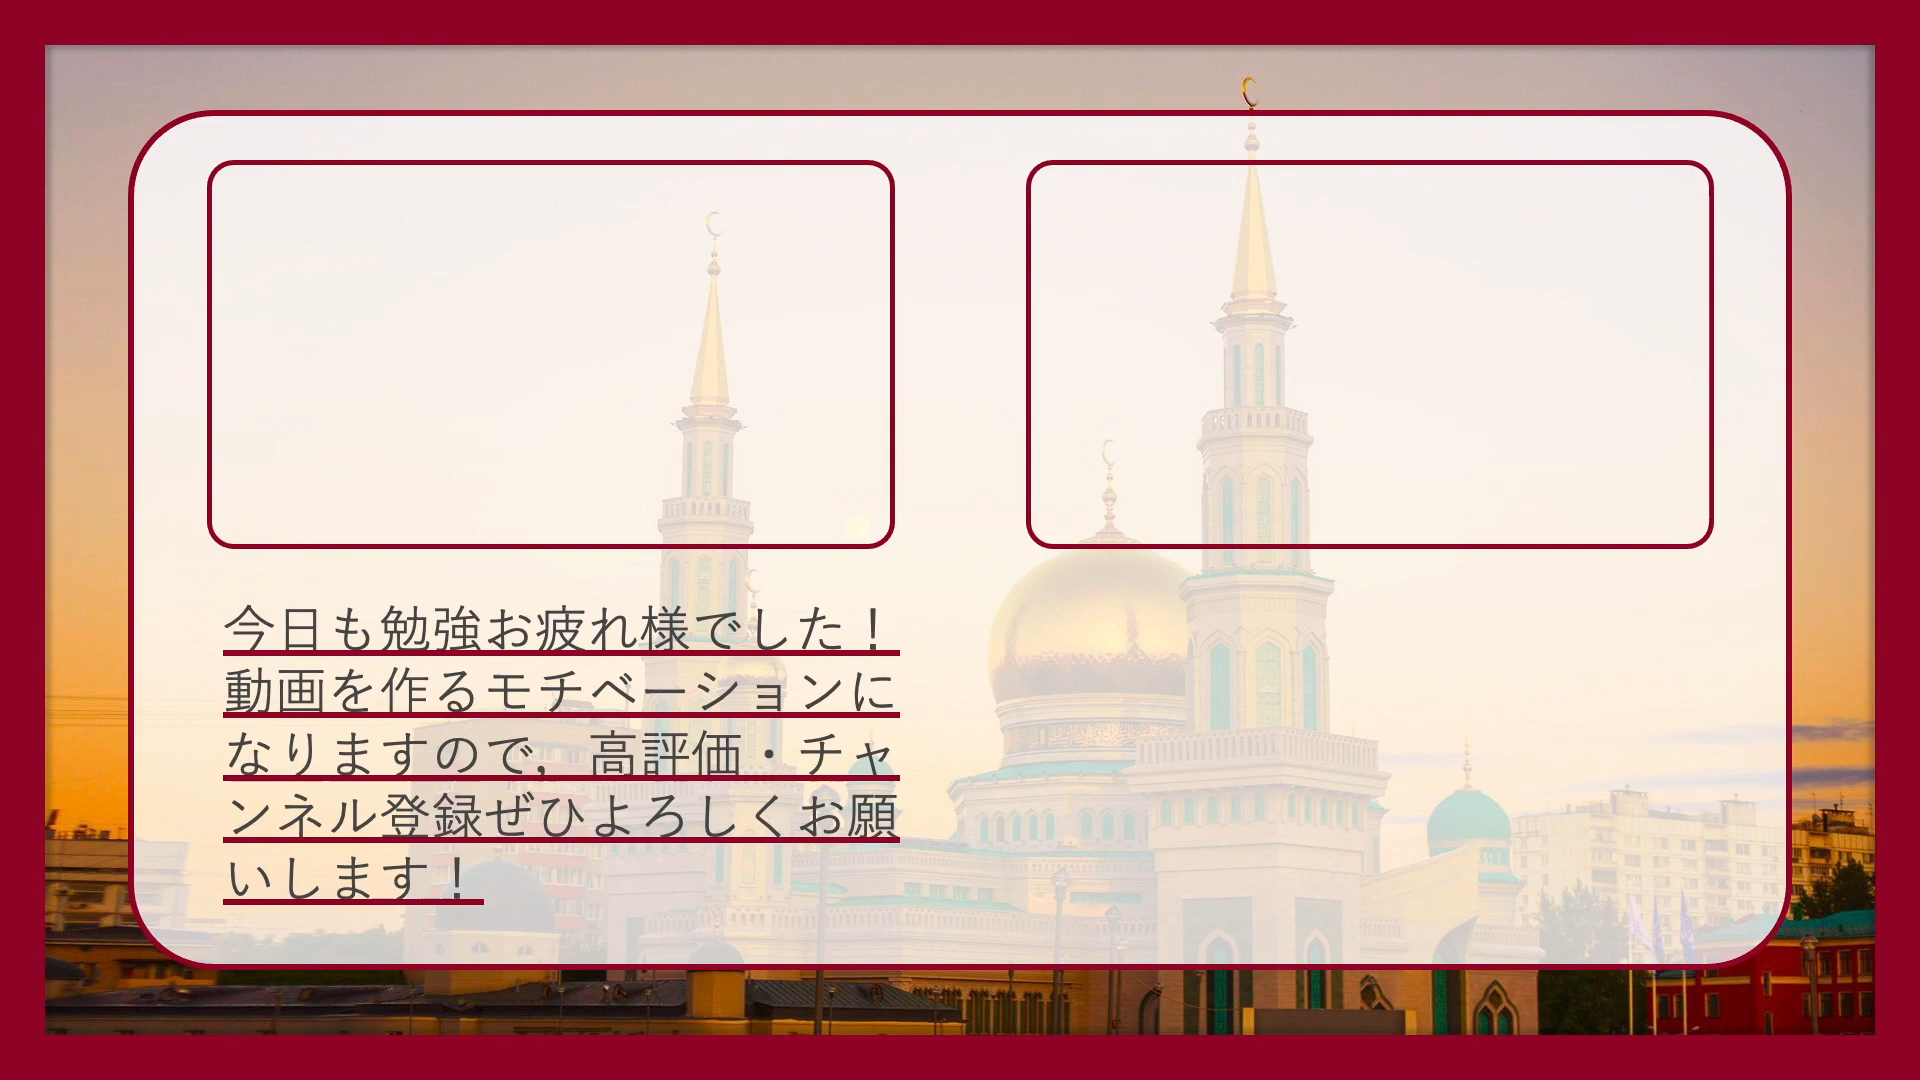 今日も勉強お疲れ様でした！
動画を作るモチベーションに
なりますので，高評価・チャ
ンネル登録ぜひよろしくお願
いします！